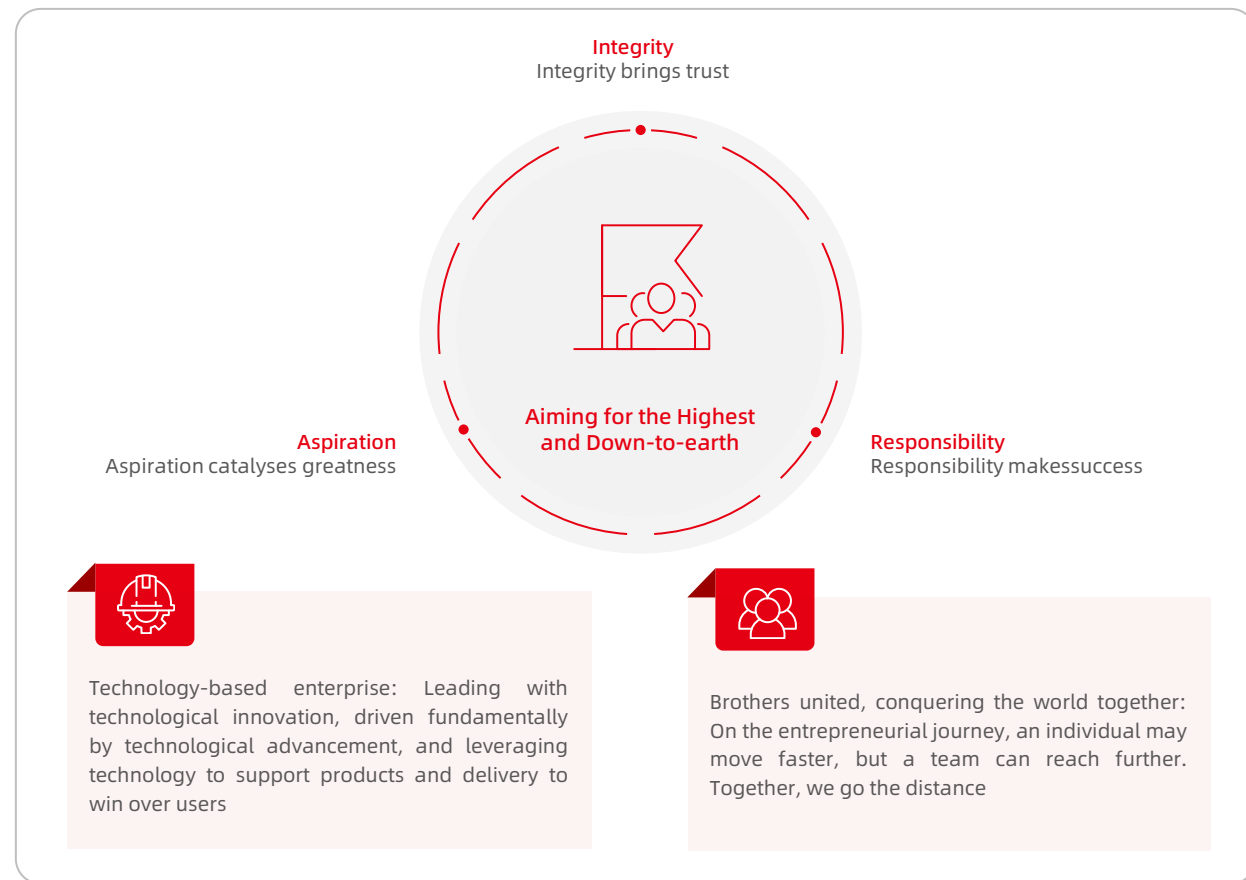 Integrity
Integrity brings trust
Aiming for the Highest
and Down-to-earth
Aspiration
Aspiration catalyses greatness
Responsibility
Responsibility makessuccess
Technology-based enterprise: Leading with
technological innovation, driven fundamentally
by technological advancement, and leveraging
technology to support products and delivery to
win over users
Brothers united, conquering the world together:
On the entrepreneurial journey, an individual may
move faster, but a team can reach further.
Together, we go the distance